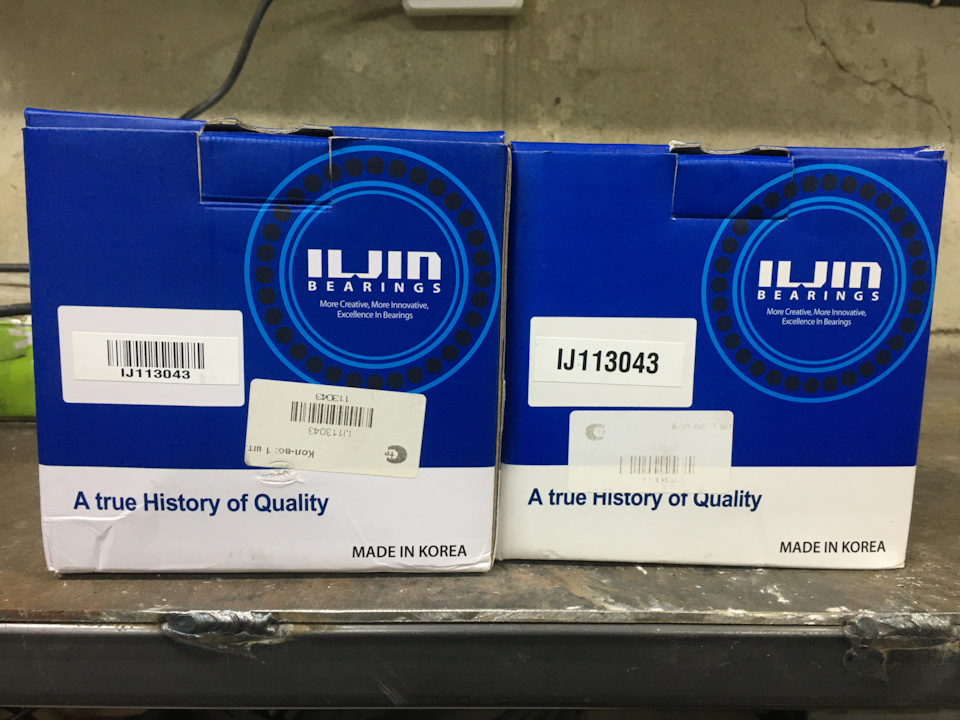 ILJIN
BEARINGS
More Creative, More Innovative,
Excellence In Bearings
IJ113043
Кол-во: 1 шт
IJ113043
113043
A true History of Quality
MADE IN KOREA
ILJIN
BEARINGS
More Creative, More Innovative,
Excellence In Bearings
IJ113043
A true History of Quality
MADE IN KOREA